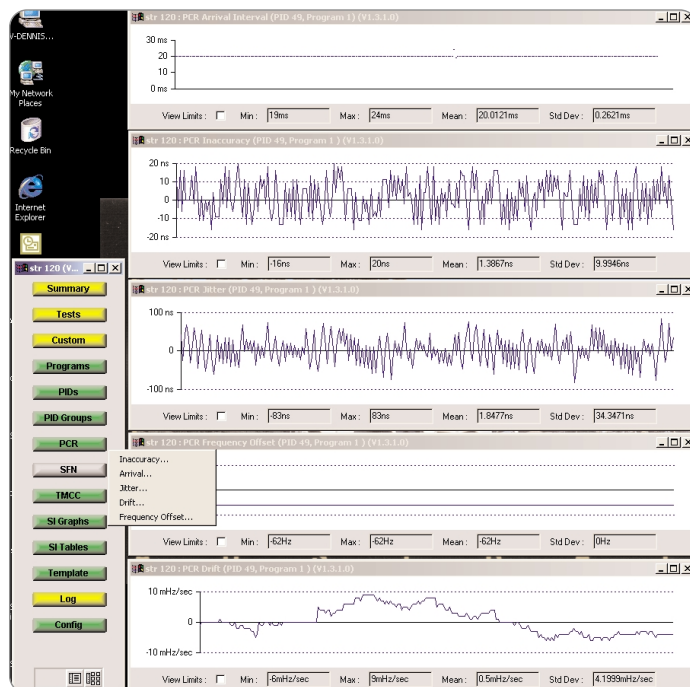 V-DENNIS...
My Network
Places
Recycle Bin
Internet
Explorer
str 120 (V...
Summary
Tests
Custom
Programs
PIDs
PID Groups
PCR
SFN
TMCC
SI Graphs
SI Tables
Template
Log
Config
Inaccuracy...
Arrival...
Jitter...
Drift...
Frequency Offset...
str 120 : PCR Arrival Interval (PID 49, Program 1) (V1.3.1.0)
30 ms
20
10
0 ms
View Limits : Min : 19ms Max : 24ms Mean : 20.0121ms Std Dev : 0.2621ms
str 120 : PCR Inaccuracy (PID 49, Program 1 ) (V1.3.1.0)
20 ns
10
0
-10
-20 ns
View Limits : Min : -16ns Max : 20ns Mean : 1.3867ns Std Dev : 9.9946ns
str 120 : PCR Jitter (PID 49, Program 1 ) (V1.3.1.0)
100 ns
0
-100 ns
View Limits : Min : -83ns Max : 83ns Mean : 1.8477ns Std Dev : 34.3471ns
str 120 : PCR Frequency Offset (PID 49, Program 1 ) (V1.3.1.0)
View Limits : Min : -62Hz Max : -62Hz Mean : -62Hz Std Dev : 0Hz
str 120 : PCR Drift (PID 49, Program 1 ) (V1.3.1.0)
10 mHz/sec
0
-10 mHz/sec
View Limits : Min : -6mHz/sec Max : 9mHz/sec Mean : 0.5mHz/sec Std Dev : 4.1999mHz/sec